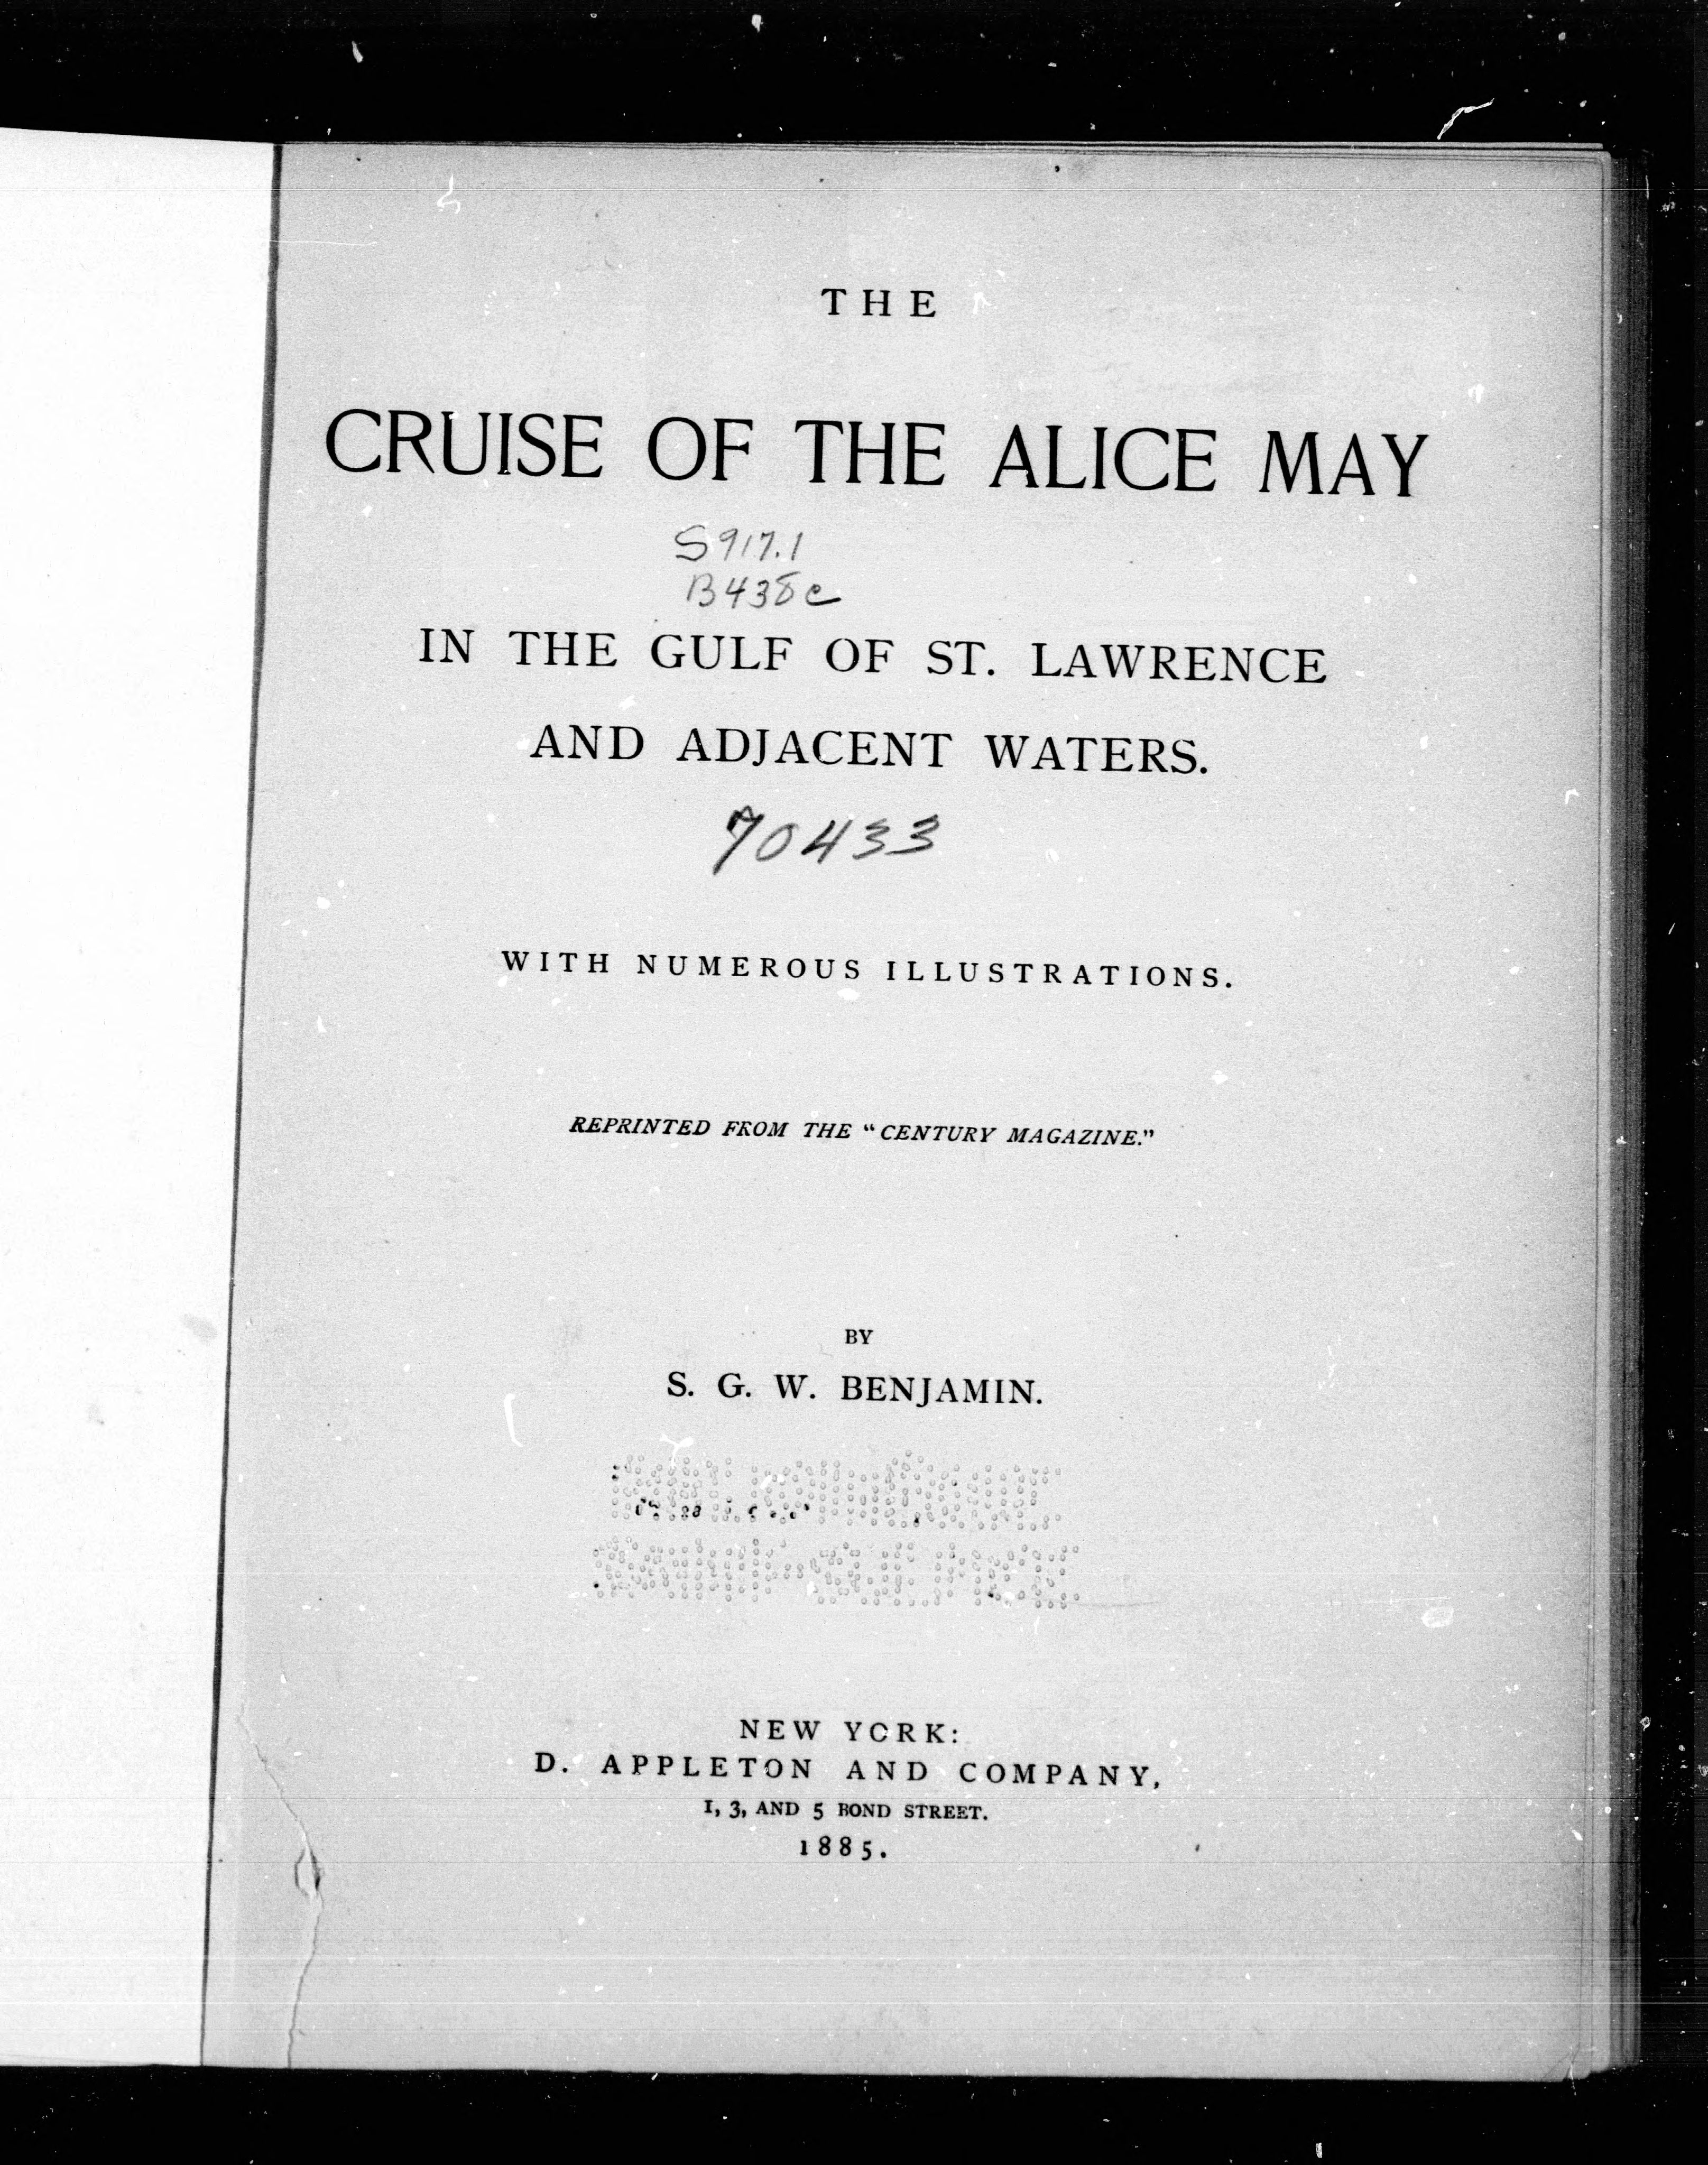 THE
CRUISE OF THE ALICE MAY
S917.1
B438c
IN THE GULF OF ST. LAWRENCE
AND ADJACENT WATERS.
70433
WITH NUMEROUS ILLUSTRATIONS.
REPRINTED FROM THE "CENTURY MAGAZINE."
BY
S. G. W. BENJAMIN.
NEW YORK:
D. APPLETON AND COMPANY,
1, 3, AND 5 BOND STREET.
1885.